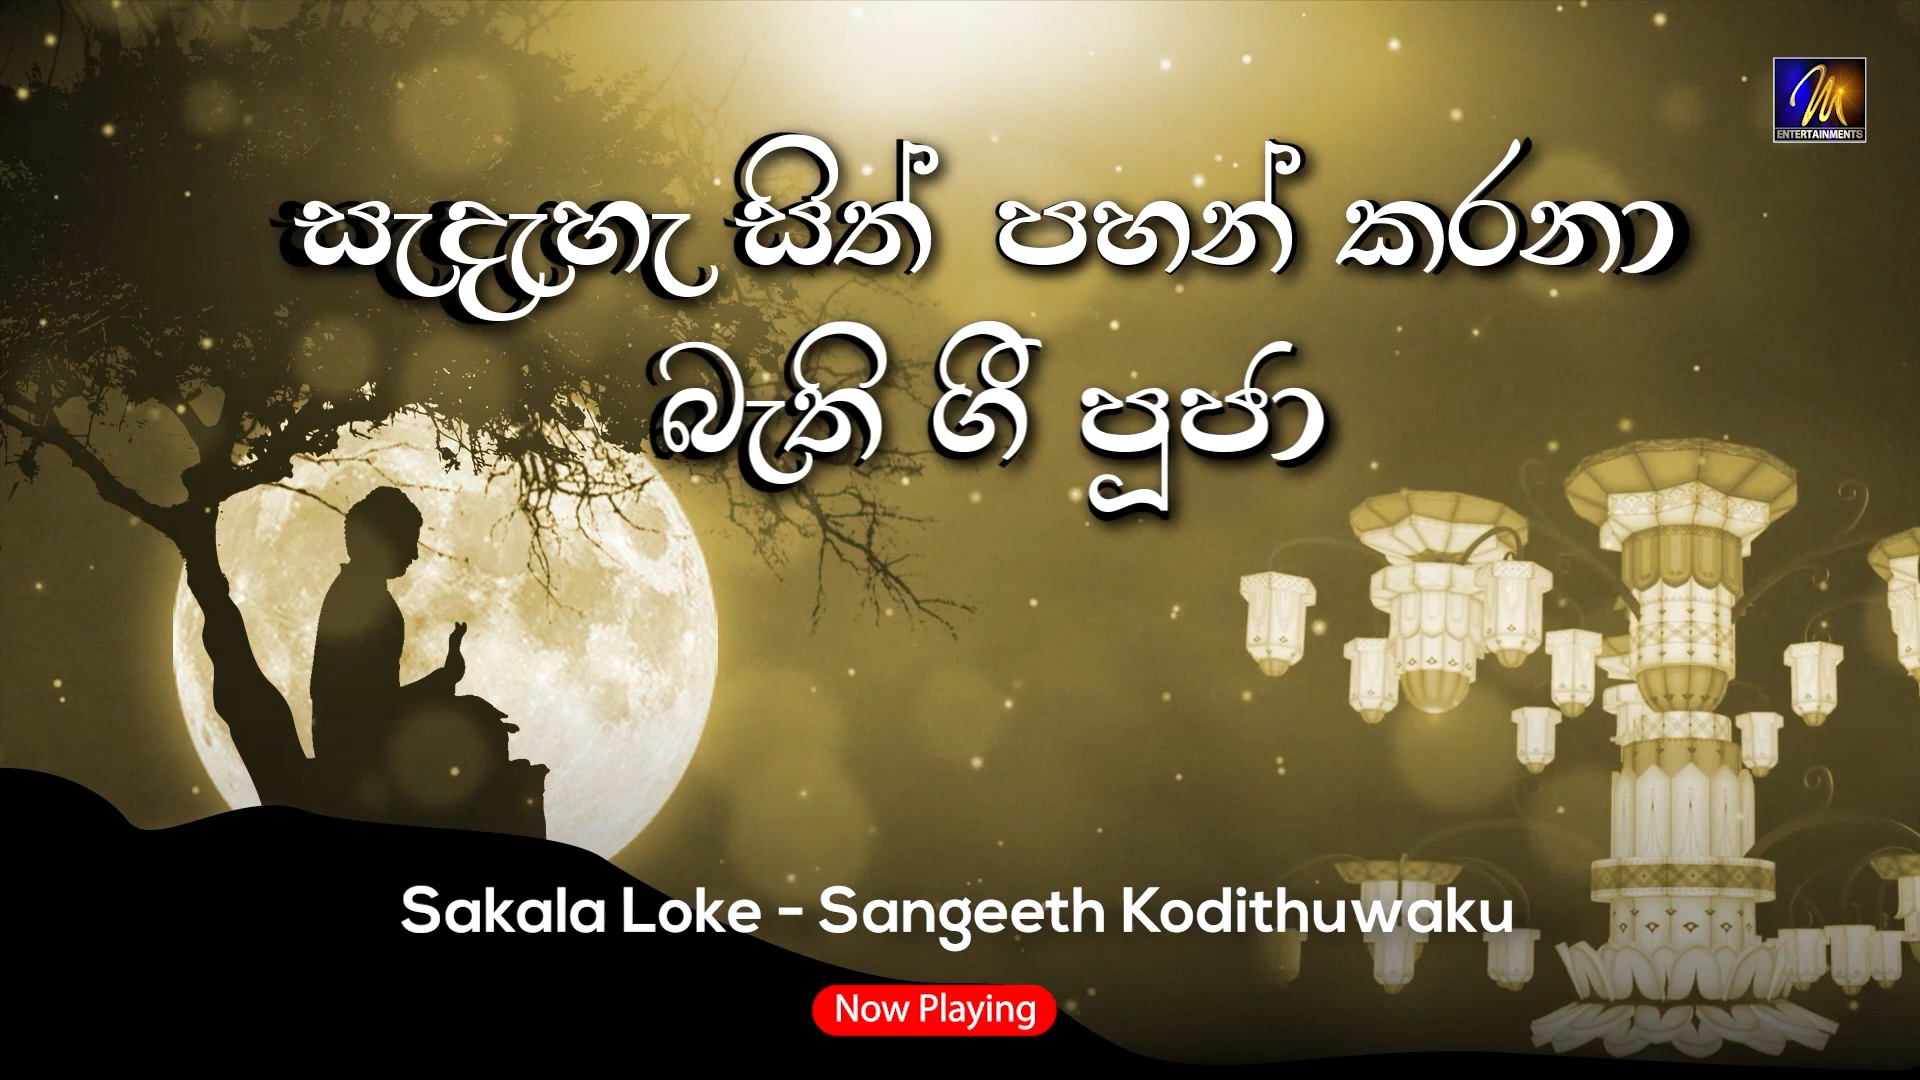 M
ENTERTAINMENTS
සැදැහැ සිත් පහන් කරනා
බැති ගී පූජා
Sakala Loke - Sangeeth Kodithuwaku
Now Playing